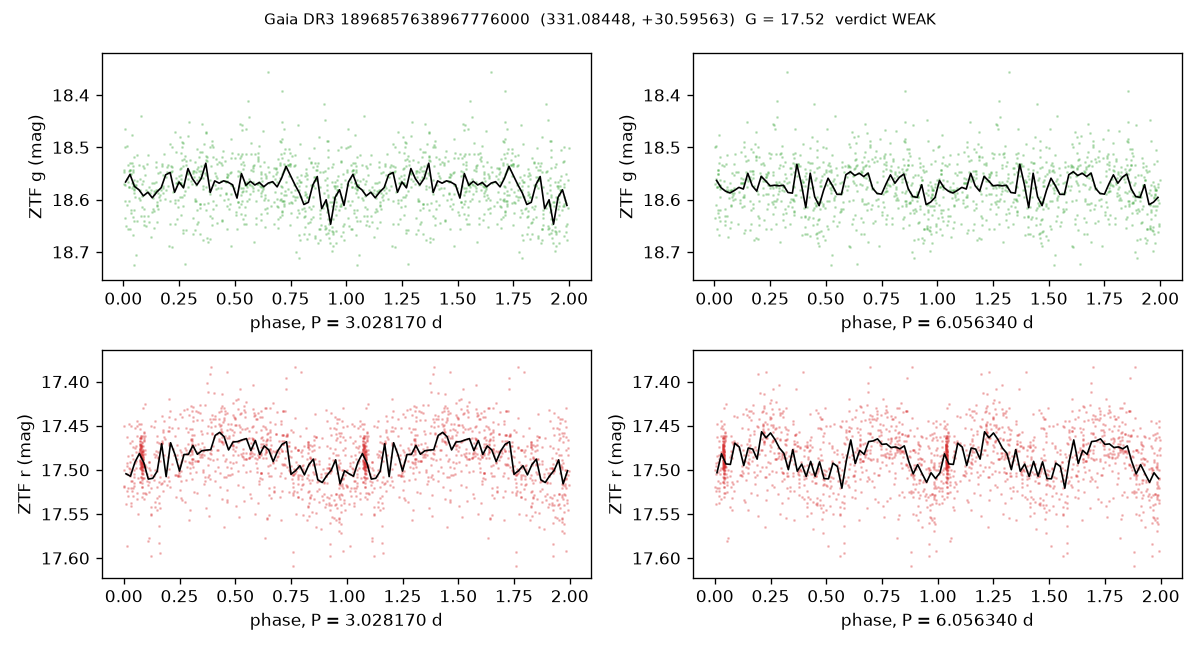 Gaia DR3 1896857638967776000 (331.08448, +30.59563) G = 17.52 verdict WEAK
ZTF g (mag)
18.4
18.5
18.6
18.7
0.00 0.25 0.50 0.75 1.00 1.25 1.50 1.75 2.00
phase, P = 3.028170 d
ZTF g (mag)
18.4
18.5
18.6
18.7
0.00 0.25 0.50 0.75 1.00 1.25 1.50 1.75 2.00
phase, P = 6.056340 d
ZTF r (mag)
17.40
17.45
17.50
17.55
17.60
0.00 0.25 0.50 0.75 1.00 1.25 1.50 1.75 2.00
phase, P = 3.028170 d
ZTF r (mag)
17.40
17.45
17.50
17.55
17.60
0.00 0.25 0.50 0.75 1.00 1.25 1.50 1.75 2.00
phase, P = 6.056340 d